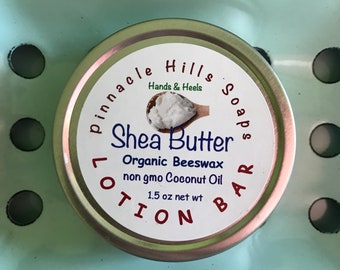 Pinnacle Hills Soaps
Hands & Heels
Shea Butter
Organic Beeswax
non gmo Coconut Oil
1.5 oz net wt
LOTION BAR